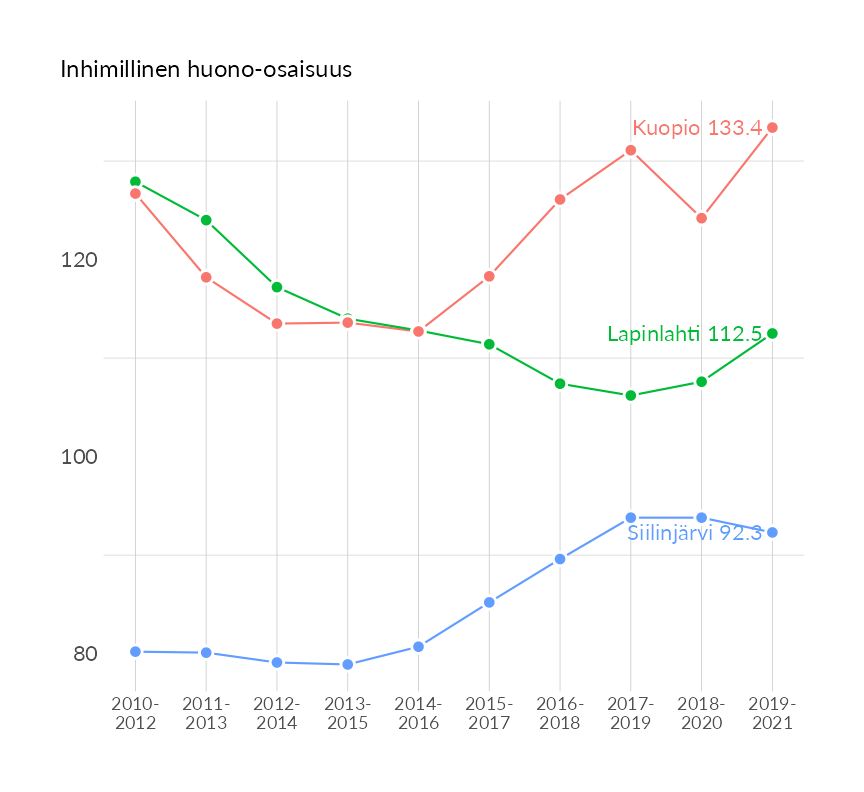 Inhimillinen huono-osaisuus
Kuopio 133.4
120
Lapinlahti 112.5
100
Siilinjärvi 92.3
80
2010- 2011- 2012- 2013- 2014- 2015- 2016- 2017- 2018- 2019-
2012 2013 2014 2015 2016 2017 2018 2019 2020 2021